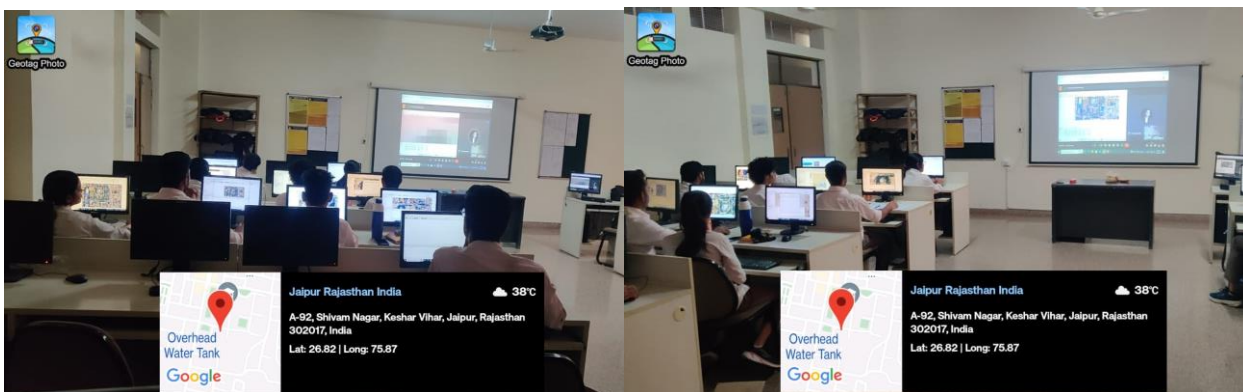 Geotag Photo
Jaipur Rajasthan India
38°C
A-92, Shivam Nagar, Keshar Vihar, Jaipur, Rajasthan
302017, India
Lat: 26.82 | Long: 75.87
Overhead
Water Tank
Google
Geotag Photo
Jaipur Rajasthan India
38°C
A-92, Shivam Nagar, Keshar Vihar, Jaipur, Rajasthan
302017, India
Lat: 26.82 | Long: 75.87
Overhead
Water Tank
Google